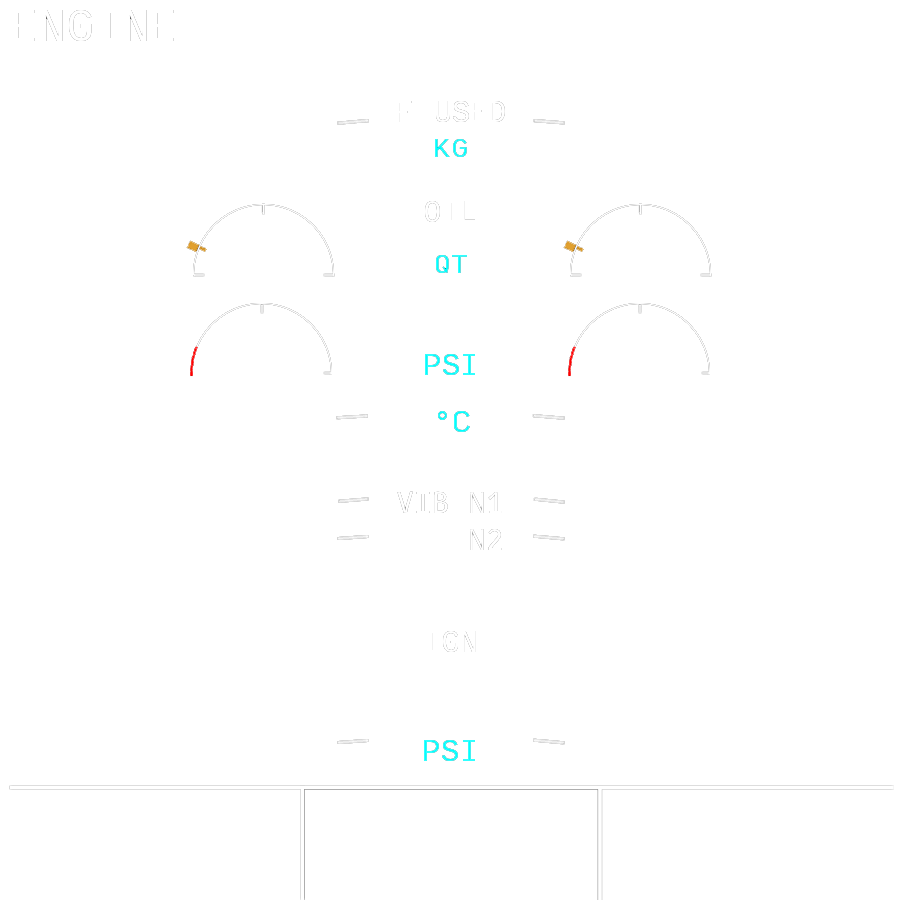 ENGINE
F USED
KG
OIL
QT
PSI
°C
VIB N1
N2
IGN
PSI